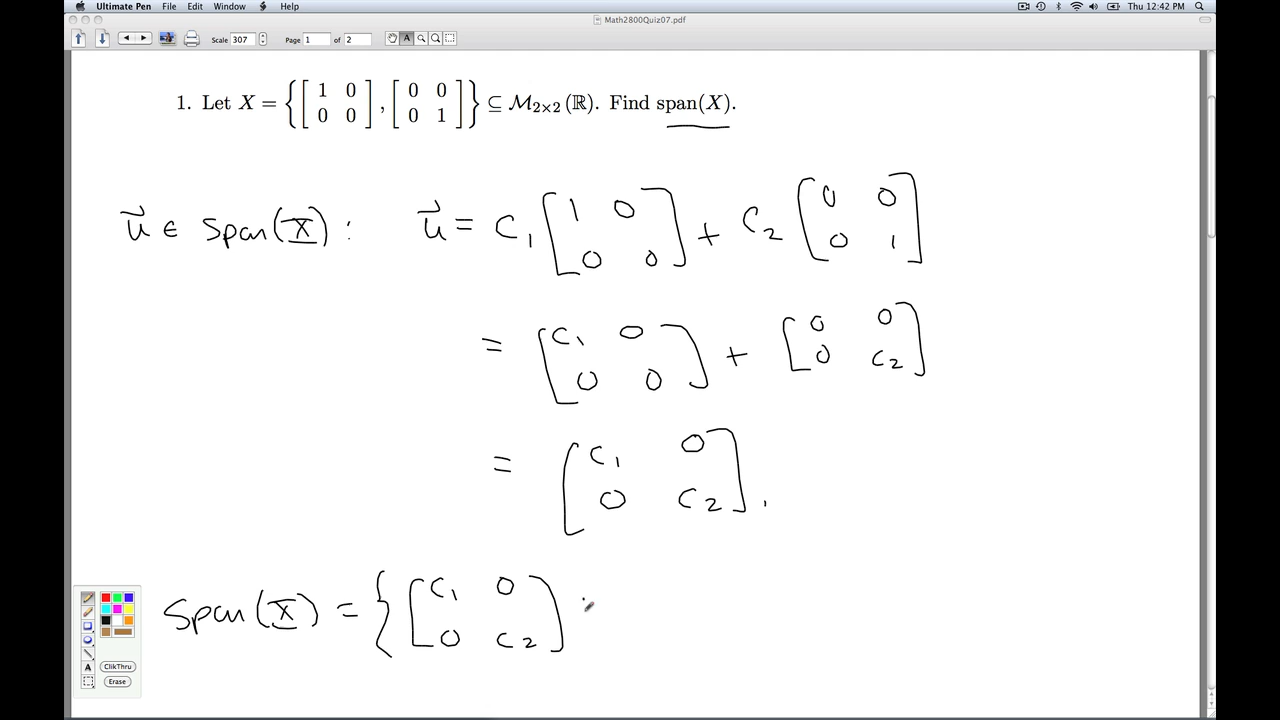 Ultimate Pen File Edit Window Help Thu 12:42 PM
Math2800Quiz07.pdf
Scale 307 Page 1 of 2
1. Let X = { [ 1 0 ; 0 0 ] , [ 0 0 ; 0 1 ] } ⊆ M₂ₓ₂(ℝ). Find span(X).
u⃗ ∈ Span(X) : u⃗ = C₁ [ 1 0 ; 0 0 ] + C₂ [ 0 0 ; 0 1 ]
= [ C₁ 0 ; 0 0 ] + [ 0 0 ; 0 C₂ ]
= [ C₁ 0 ; 0 C₂ ] ,
Span(X) = { [ C₁ 0 ; 0 C₂ ] :
A
ClikThru
Erase